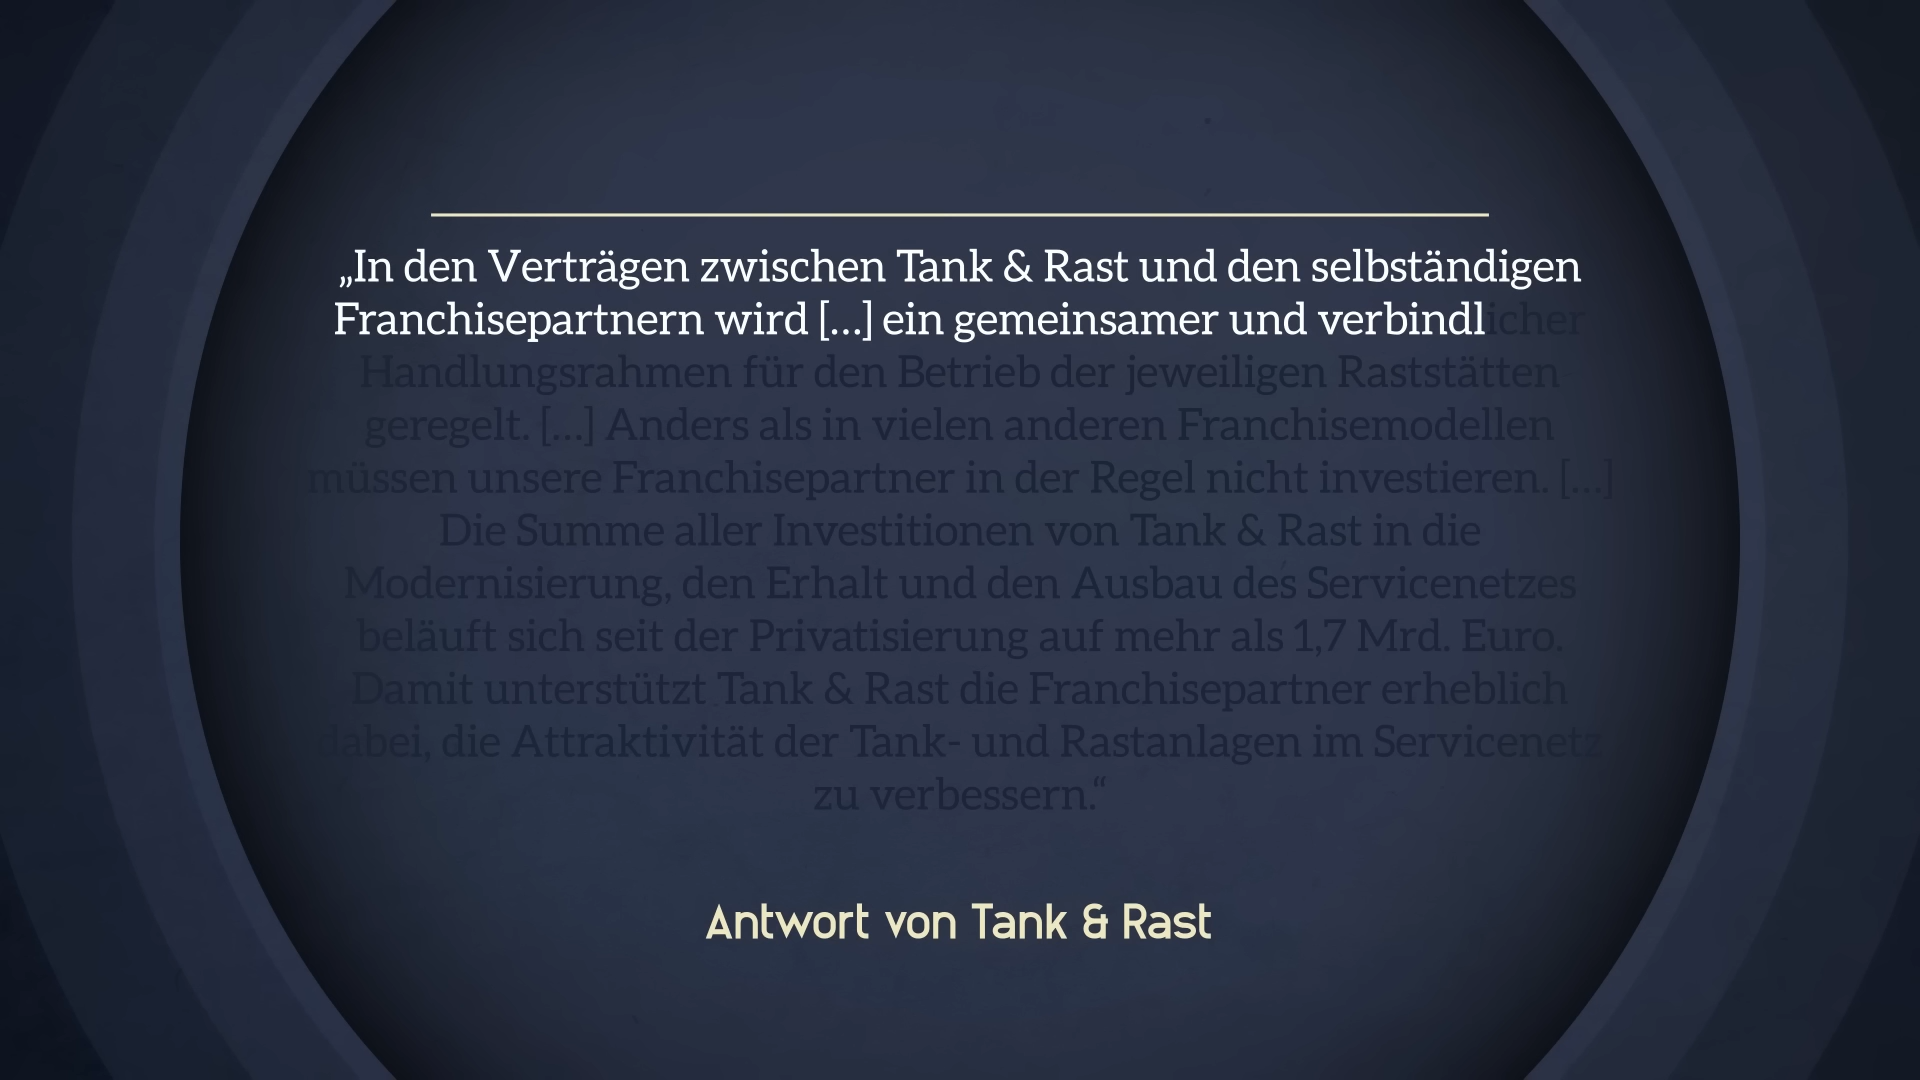 „In den Verträgen zwischen Tank & Rast und den selbständigen
Franchisepartnern wird [...] ein gemeinsamer und verbindlicher
Handlungsrahmen für den Betrieb der jeweiligen Raststätten
geregelt. [...] Anders als in vielen anderen Franchisemodellen
müssen unsere Franchisepartner in der Regel nicht investieren. [...]
Die Summe aller Investitionen von Tank & Rast in die
Modernisierung, den Erhalt und den Ausbau des Servicenetzes
beläuft sich seit der Privatisierung auf mehr als 1,7 Mrd. Euro.
Damit unterstützt Tank & Rast die Franchisepartner erheblich
dabei, die Attraktivität der Tank- und Rastanlagen im Servicenetz
zu verbessern.“
Antwort von Tank & Rast